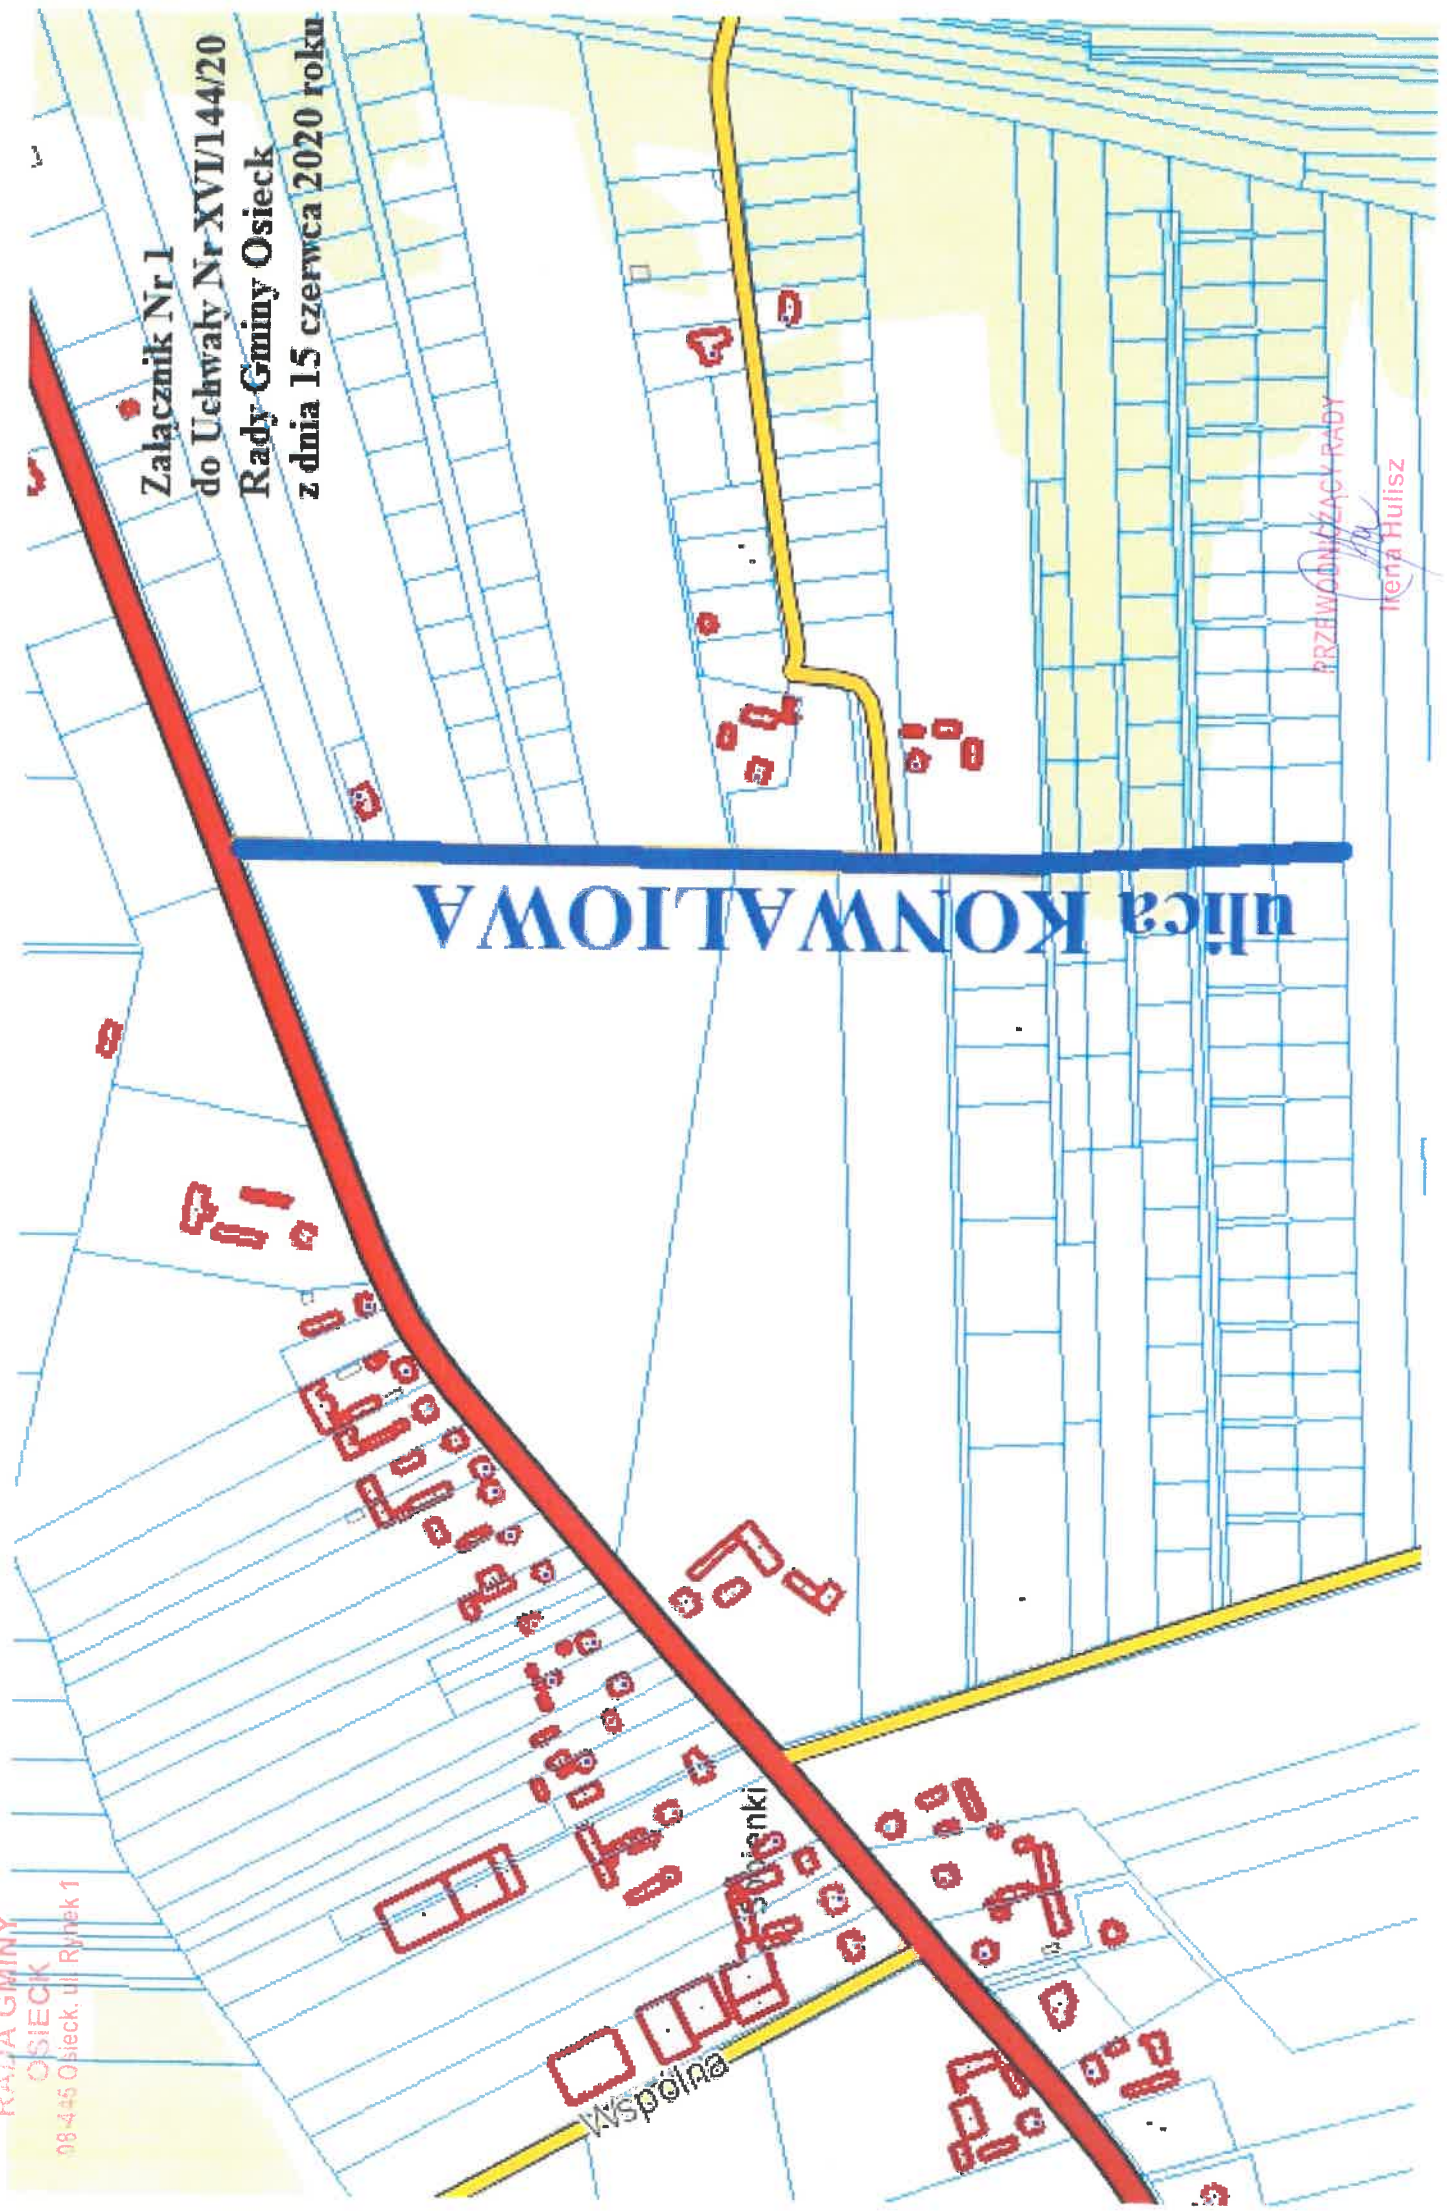 RADA GMINY
OSIECK
08-445 Osieck, ul. Rynek 1
Załącznik Nr 1
do Uchwały Nr XVI/144/20
Rady Gminy Osieck
z dnia 15 czerwca 2020 roku
ulica KONWALIOWA
Wspólna
PRZEWODNICZĄCY RADY
Irena Hulisz